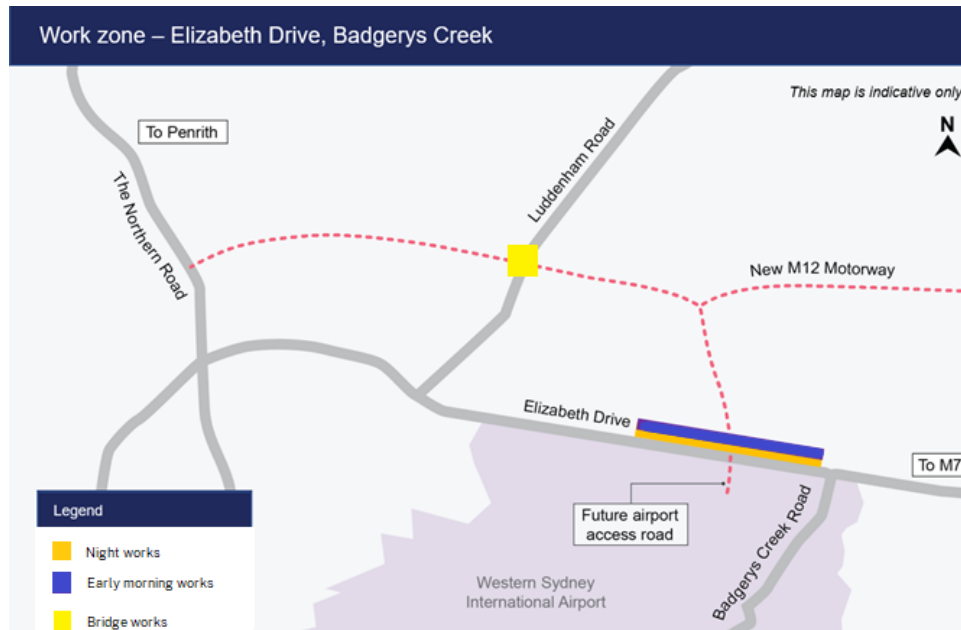 Work zone – Elizabeth Drive, Badgerys Creek
This map is indicative only
N
To Penrith
Luddenham Road
The Northern Road
New M12 Motorway
Elizabeth Drive
To M7
Future airport
access road
Badgerys Creek Road
Western Sydney
International Airport
Legend
Night works
Early morning works
Bridge works